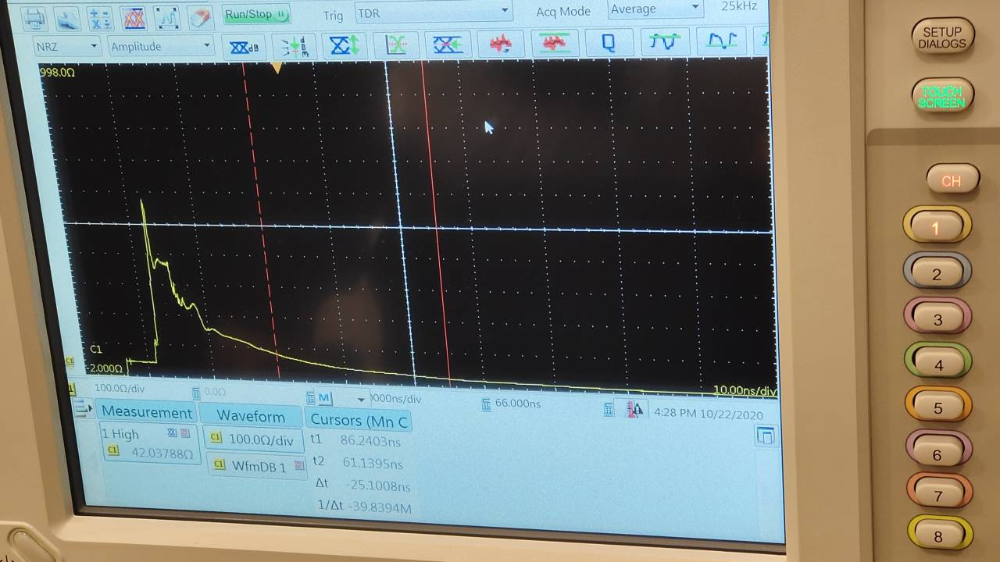 Run/Stop
Trig TDR
Acq Mode Average
25kHz
NRZ Amplitude
dB
Q
998.0Ω
C1
C1
-2.000Ω
10.00ns/div
1
100.0Ω/div
0.0Ω
M
000ns/div
66.000ns
4:28 PM 10/22/2020
Measurement
1 High
C1 42.03788Ω
Waveform
C1 100.0Ω/div
C1 WfmDB 1
Cursors (Mn C
t1 86.2403ns
t2 61.1395ns
Δt -25.1008ns
1/Δt -39.8394M
SETUP
DIALOGS
TOUCH
SCREEN
CH
1
2
3
4
5
6
7
8